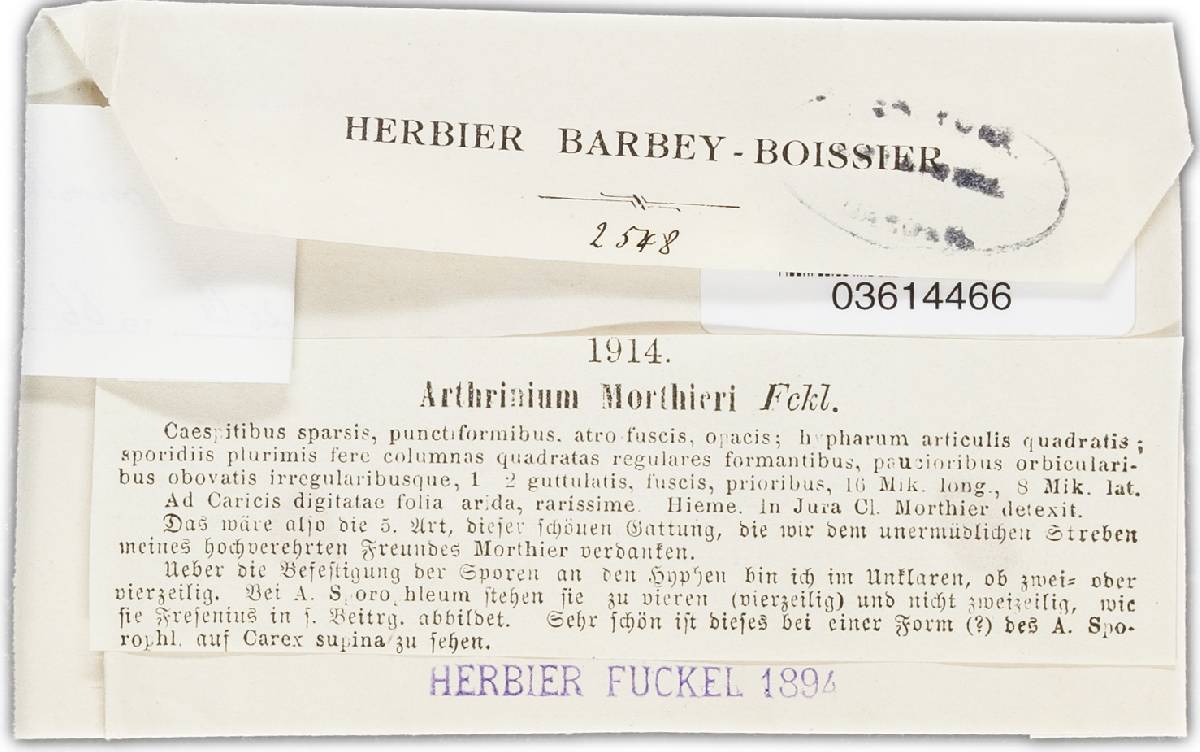 HERBIER BARBEY-BOISSIER
2548
03614466
1914.
Arthrinium Morthieri Fckl.
Caespitibus sparsis, punctiformibus, atro-fuscis, opacis; hypharum articulis quadratis;
sporidiis plurimis fere columnas quadratas regulares formantibus, paucioribus orbiculari-
bus obovatis irregularibusque, 1—2 guttulatis, fuscis, prioribus, 16 Mik. long., 8 Mik. lat.
Ad Caricis digitatae folia arida, rarissime. Hieme. In Jura Cl. Morthier detexit.
Das wäre also die 5. Art, dieser schönen Gattung, die wir dem unermüdlichen Streben
meines hochverehrten Freundes Morthier verdanken.
Ueber die Befestigung der Sporen an den Hyphen bin ich im Unklaren, ob zwei- oder
vierzeilig. Bei A. Sporophleum stehen sie zu vieren (vierzeilig) und nicht zweizeilig, wie
sie Fresenius in s. Beitrg. abbildet. Sehr schön ist dieses bei einer Form (?) des A. Spo-
rophl. auf Carex supina zu sehen.
HERBIER FUCKEL 1894